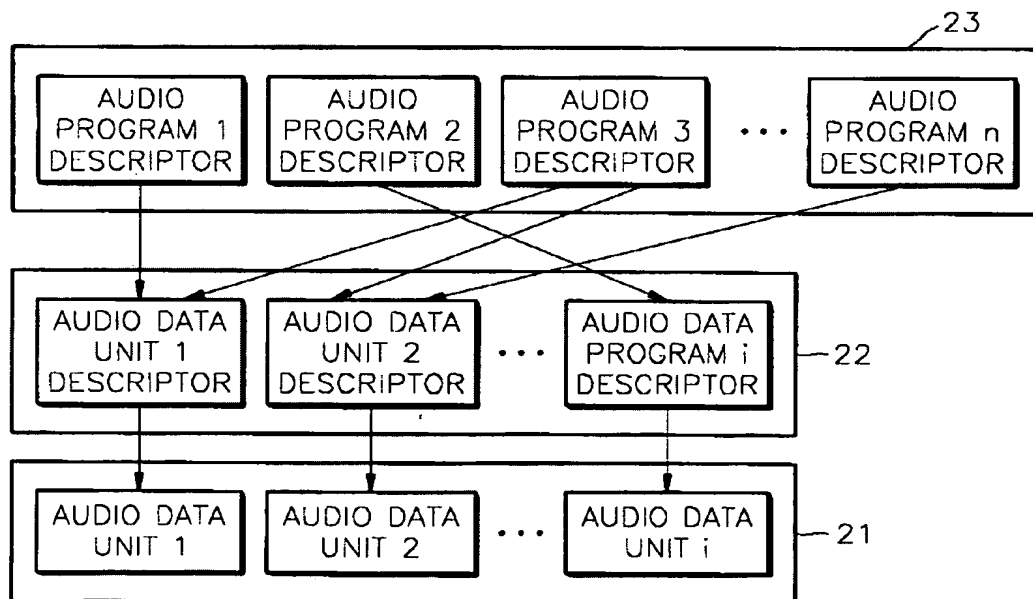 23
AUDIO
PROGRAM 1
DESCRIPTOR
AUDIO
PROGRAM 2
DESCRIPTOR
AUDIO
PROGRAM 3
DESCRIPTOR
...
AUDIO
PROGRAM n
DESCRIPTOR
AUDIO DATA
UNIT 1
DESCRIPTOR
AUDIO DATA
UNIT 2
DESCRIPTOR
...
AUDIO DATA
PROGRAM i
DESCRIPTOR
22
AUDIO DATA
UNIT 1
AUDIO DATA
UNIT 2
...
AUDIO DATA
UNIT i
21